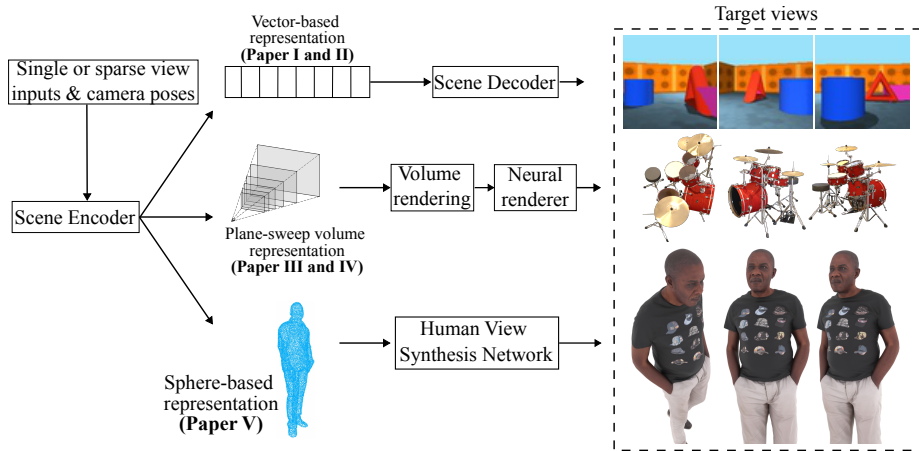 Target views
Vector-based
representation
(Paper I and II)
Single or sparse view
inputs & camera poses
Scene Decoder
Scene Encoder
Volume
rendering
Neural
renderer
Plane-sweep volume
representation
(Paper III and IV)
Human View
Synthesis Network
Sphere-based
representation
(Paper V)